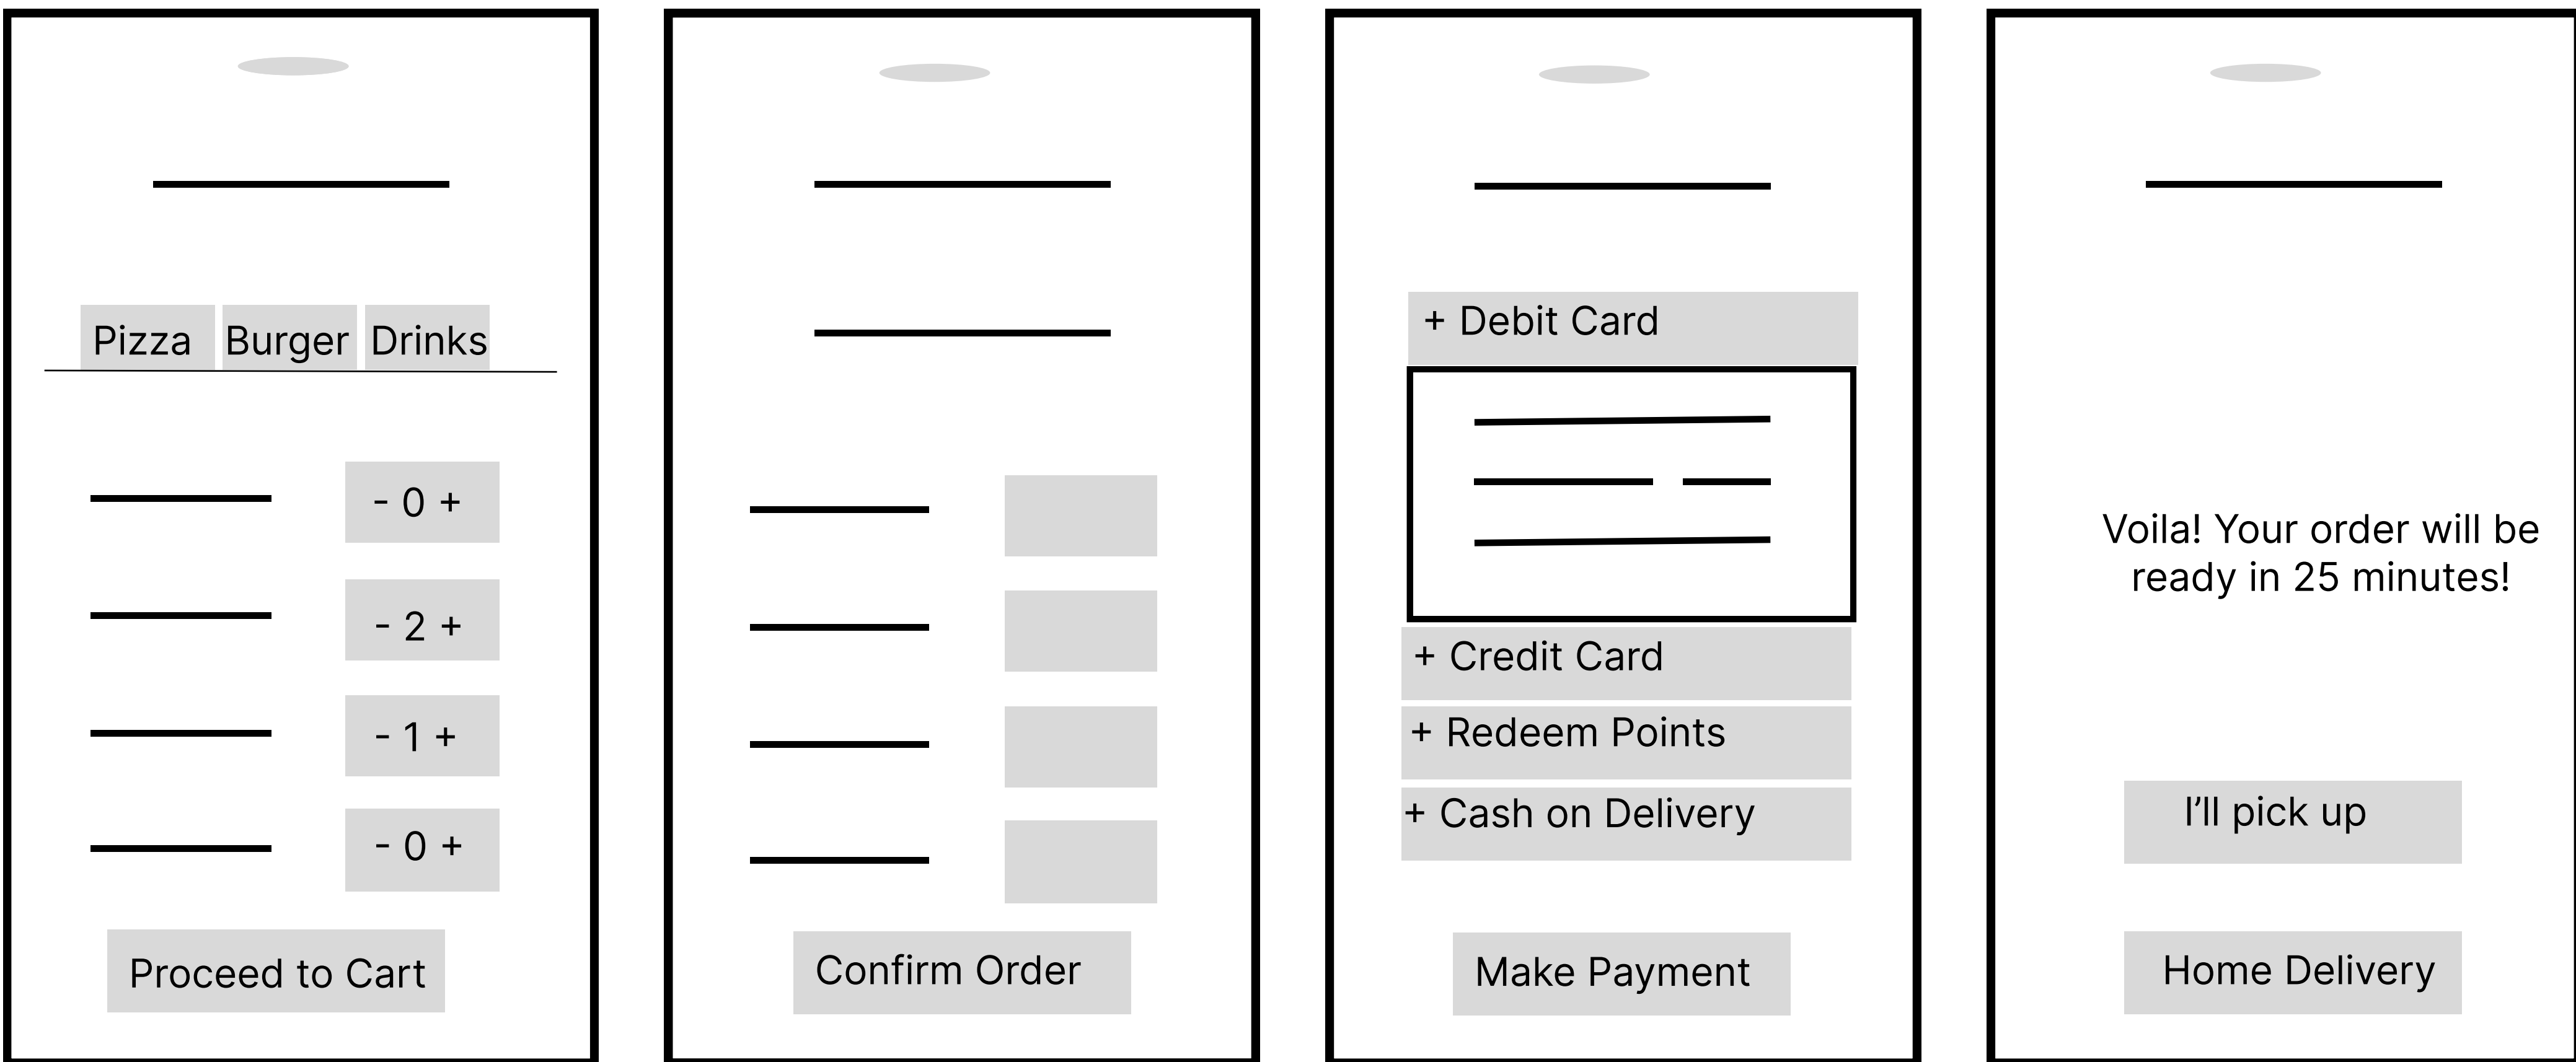 Pizza Burger Drinks
- 0 +
- 2 +
- 1 +
- 0 +
Proceed to Cart
Confirm Order
+ Debit Card
+ Credit Card
+ Redeem Points
+ Cash on Delivery
Make Payment
Voila! Your order will be
ready in 25 minutes!
I’ll pick up
Home Delivery